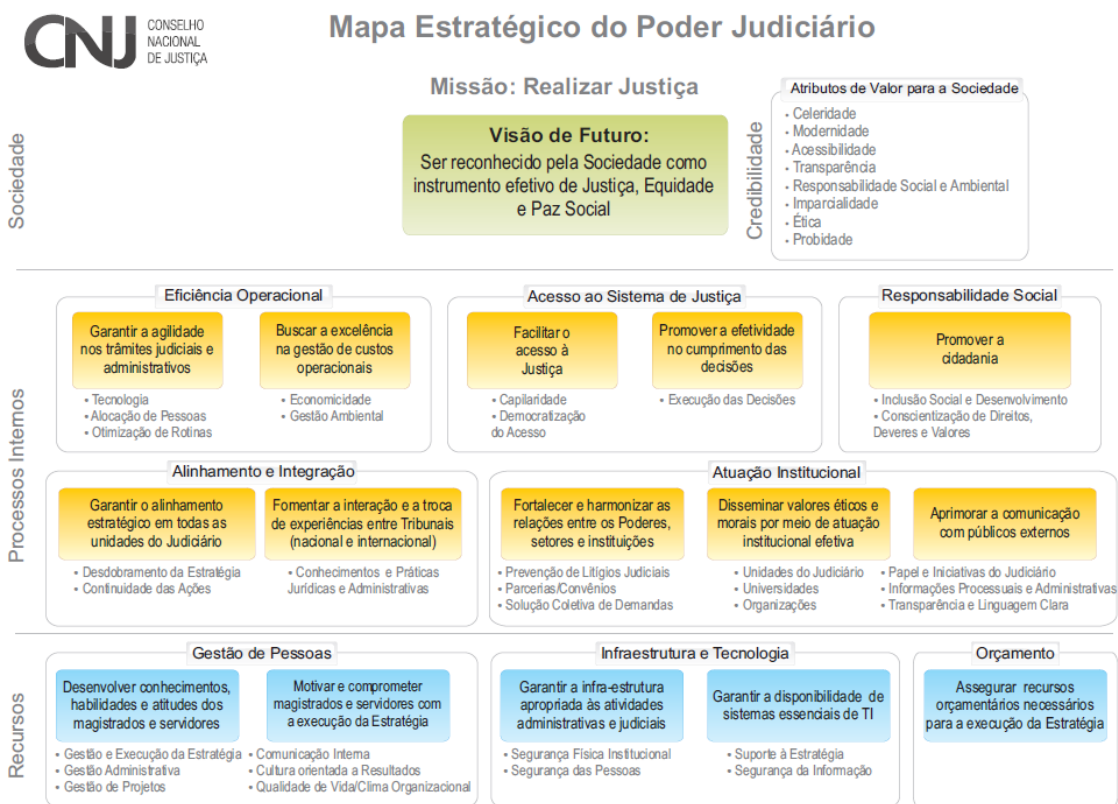 CNJ
CONSELHO
NACIONAL
DE JUSTIÇA
Mapa Estratégico do Poder Judiciário
Missão: Realizar Justiça
Sociedade
Visão de Futuro:
Ser reconhecido pela Sociedade como
instrumento efetivo de Justiça, Equidade
e Paz Social
Credibilidade
Atributos de Valor para a Sociedade
• Celeridade
• Modernidade
• Acessibilidade
• Transparência
• Responsabilidade Social e Ambiental
• Imparcialidade
• Ética
• Probidade
Processos Internos
Eficiência Operacional
Garantir a agilidade
nos trâmites judiciais e
administrativos
• Tecnologia
• Alocação de Pessoas
• Otimização de Rotinas
Buscar a excelência
na gestão de custos
operacionais
• Economicidade
• Gestão Ambiental
Acesso ao Sistema de Justiça
Facilitar o
acesso à
Justiça
• Capilaridade
• Democratização
do Acesso
Promover a efetividade
no cumprimento das
decisões
• Execução das Decisões
Responsabilidade Social
Promover a
cidadania
• Inclusão Social e Desenvolvimento
• Conscientização de Direitos,
Deveres e Valores
Alinhamento e Integração
Garantir o alinhamento
estratégico em todas as
unidades do Judiciário
• Desdobramento da Estratégia
• Continuidade das Ações
Fomentar a interação e a troca
de experiências entre Tribunais
(nacional e internacional)
• Conhecimentos e Práticas
Jurídicas e Administrativas
Atuação Institucional
Fortalecer e harmonizar as
relações entre os Poderes,
setores e instituições
• Prevenção de Litígios Judiciais
• Parcerias/Convênios
• Solução Coletiva de Demandas
Disseminar valores éticos e
morais por meio de atuação
institucional efetiva
• Unidades do Judiciário
• Universidades
• Organizações
Aprimorar a comunicação
com públicos externos
• Papel e Iniciativas do Judiciário
• Informações Processuais e Administrativas
• Transparência e Linguagem Clara
Recursos
Gestão de Pessoas
Desenvolver conhecimentos,
habilidades e atitudes dos
magistrados e servidores
• Gestão e Execução da Estratégia
• Gestão Administrativa
• Gestão de Projetos
Motivar e comprometer
magistrados e servidores com
a execução da Estratégia
• Comunicação Interna
• Cultura orientada a Resultados
• Qualidade de Vida/Clima Organizacional
Infraestrutura e Tecnologia
Garantir a infra-estrutura
apropriada às atividades
administrativas e judiciais
• Segurança Física Institucional
• Segurança das Pessoas
Garantir a disponibilidade de
sistemas essenciais de TI
• Suporte à Estratégia
• Segurança da Informação
Orçamento
Assegurar recursos
orçamentários necessários
para a execução da Estratégia